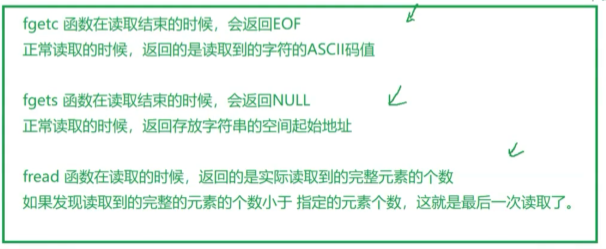 fgetc 函数在读取结束的时候，会返回EOF
正常读取的时候，返回的是读取到的字符的ASCII码值
fgets 函数在读取结束的时候，会返回NULL
正常读取的时候，返回存放字符串的空间起始地址
fread 函数在读取的时候，返回的是实际读取到的完整元素的个数
如果发现读取到的完整的元素的个数小于 指定的元素个数，这就是最后一次读取了。